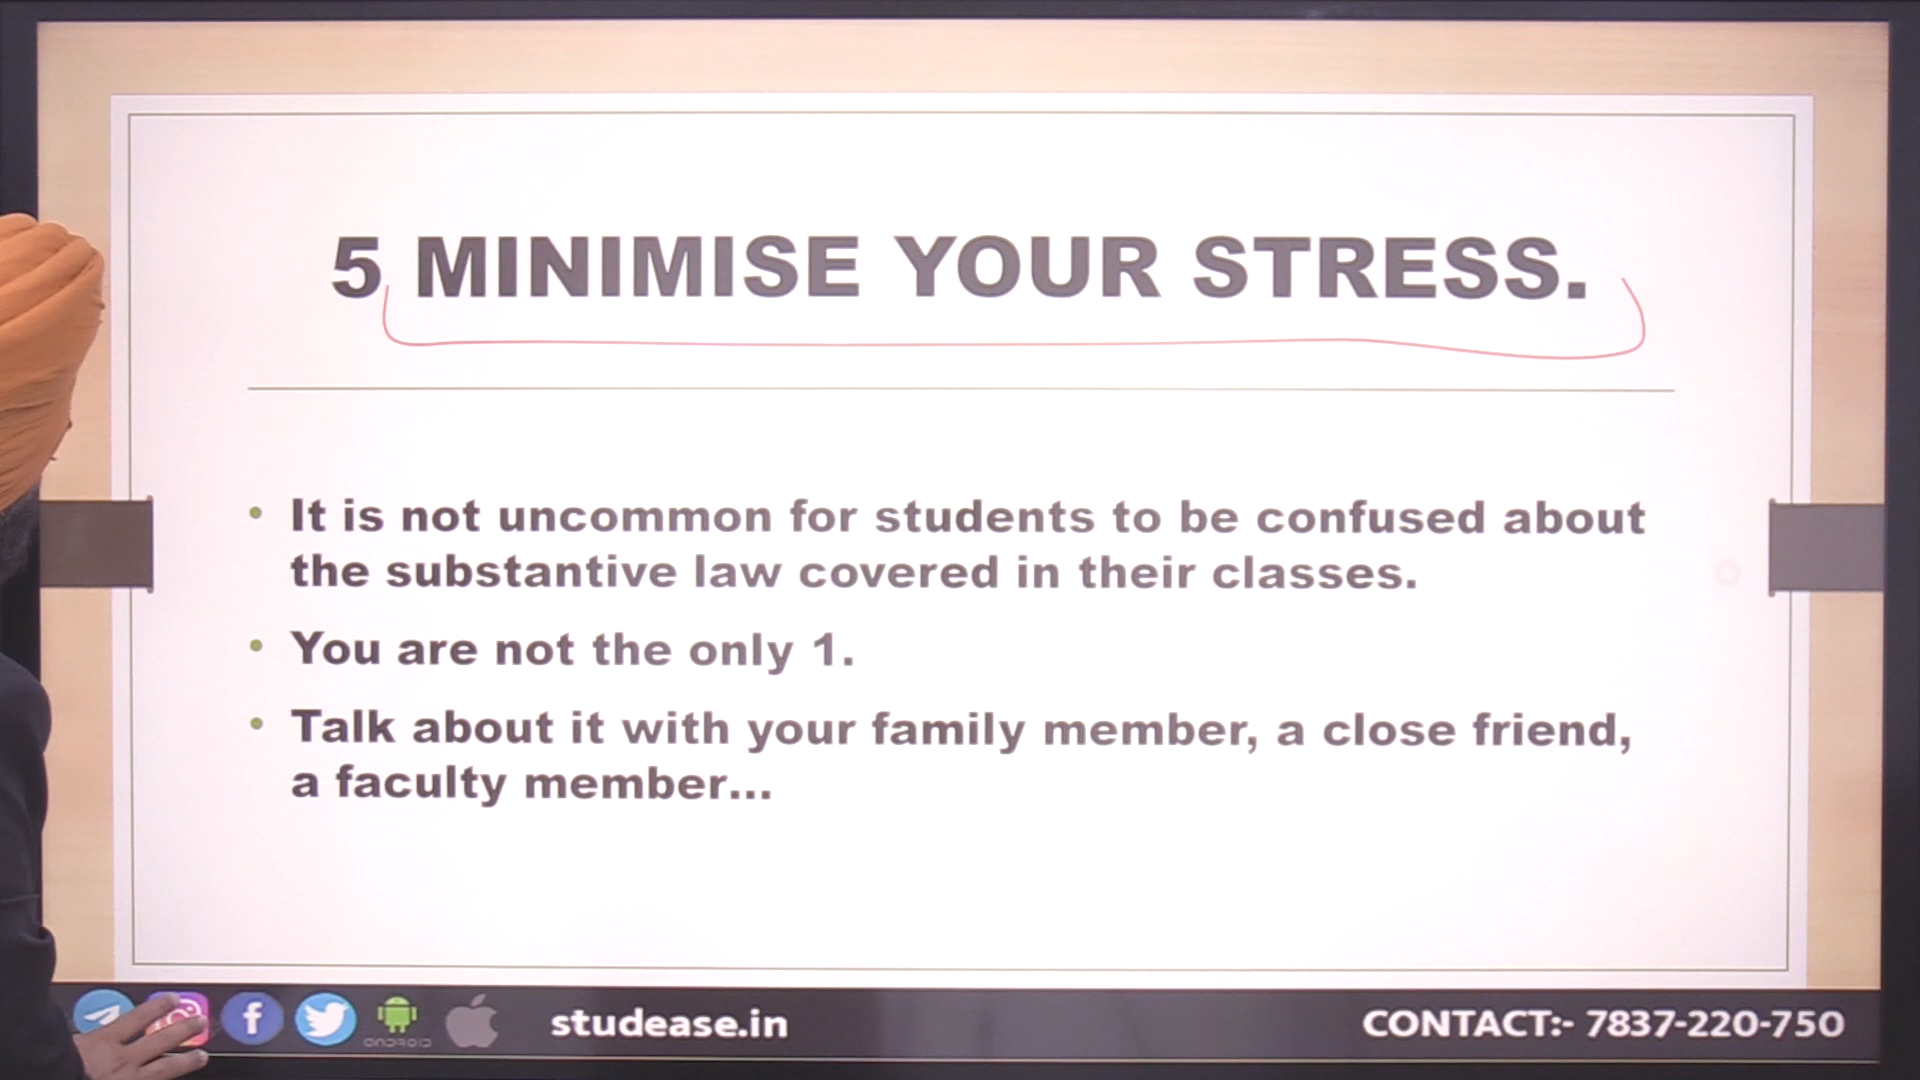 5 MINIMISE YOUR STRESS.
• It is not uncommon for students to be confused about
the substantive law covered in their classes.
• You are not the only 1.
• Talk about it with your family member, a close friend,
a faculty member...
ANDROID
studease.in
CONTACT:- 7837-220-750